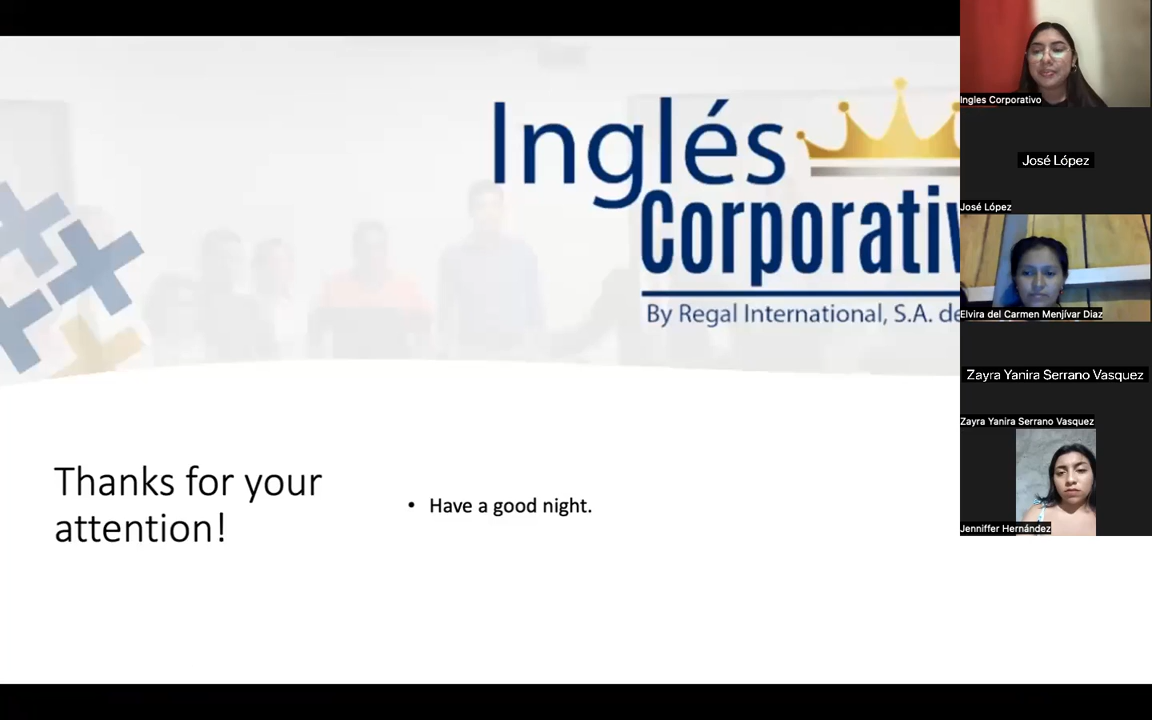 Inglés
Corporativ
By Regal International, S.A. de
Thanks for your
attention!
• Have a good night.
Ingles Corporativo
José López
José López
Elvira del Carmen Menjívar Diaz
Zayra Yanira Serrano Vasquez
Zayra Yanira Serrano Vasquez
Jenniffer Hernández